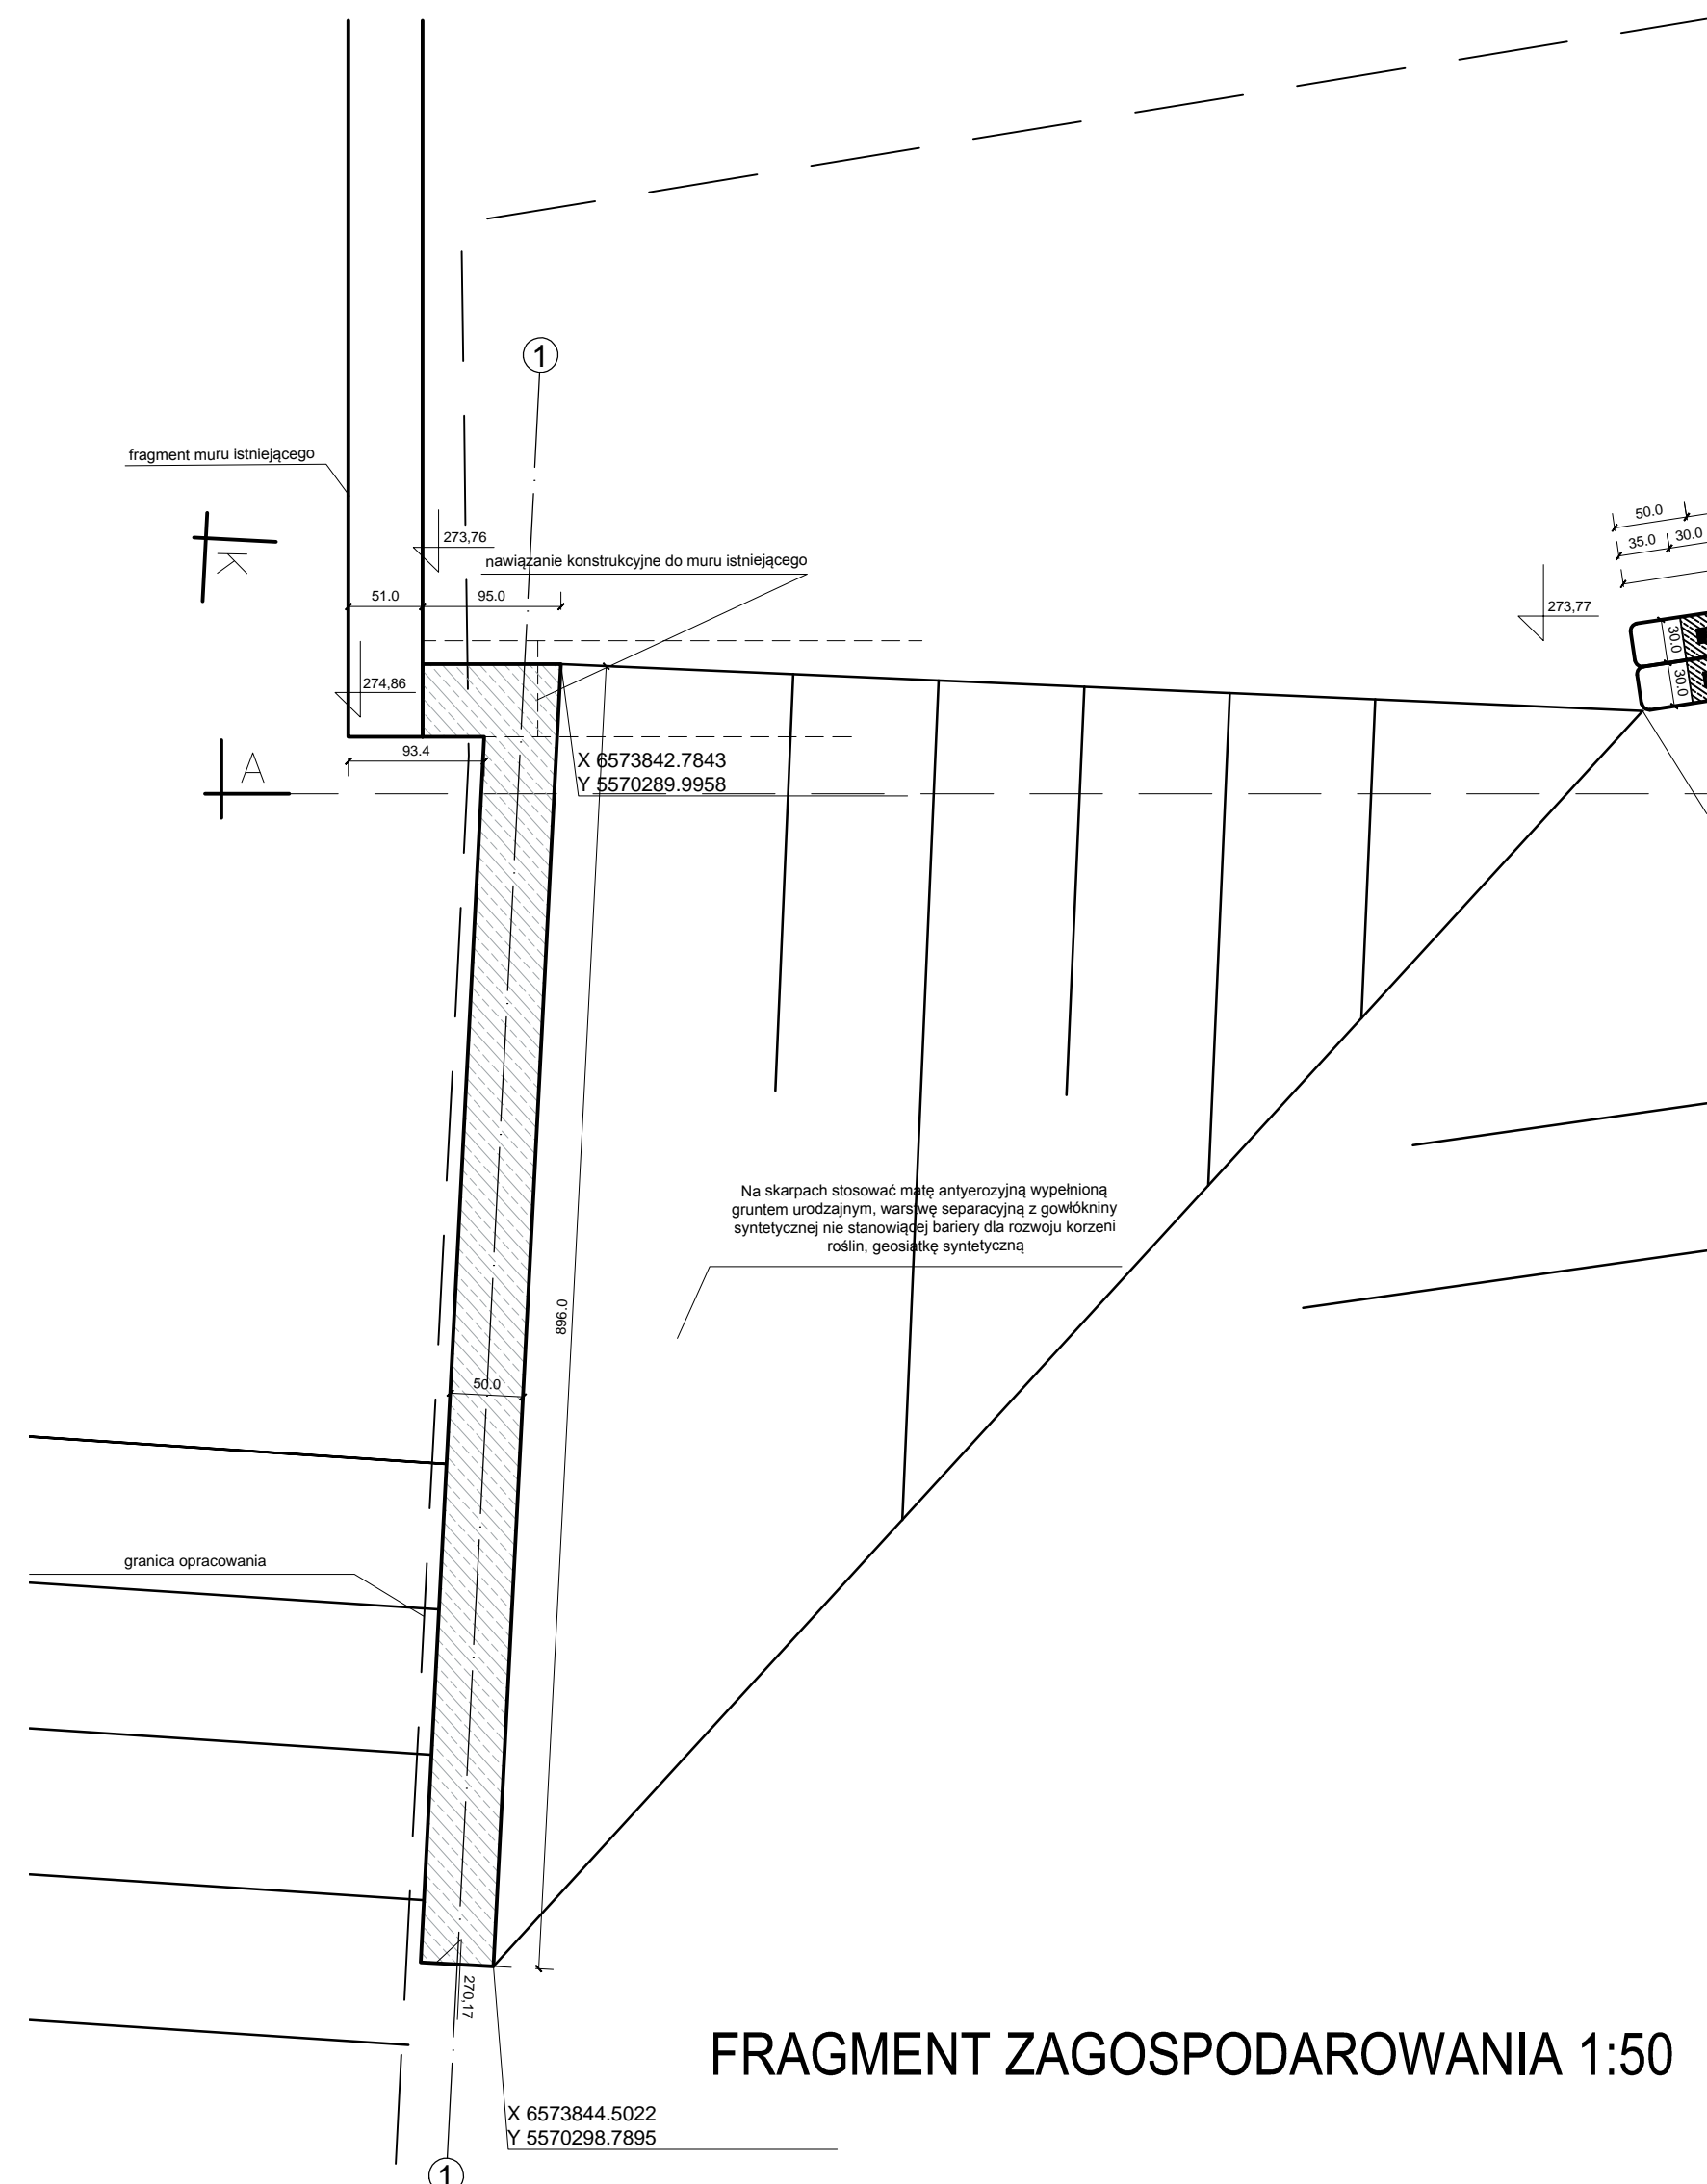 1
fragment muru istniejącego
K
273,76
nawiązanie konstrukcyjne do muru istniejącego
50.0
35.0 30.0
273,77
51.0 95.0
30.0
30.0
274,86
93.4
A
X 6573842.7843
Y 5570289.9958
Na skarpach stosować matę antyerozyjną wypełnioną
gruntem urodzajnym, warstwę separacyjną z gowłókniny
syntetycznej nie stanowiącej bariery dla rozwoju korzeni
roślin, geosiatkę syntetyczną
896.0
50.0
granica opracowania
270,17
FRAGMENT ZAGOSPODAROWANIA 1:50
X 6573844.5022
Y 5570298.7895
1